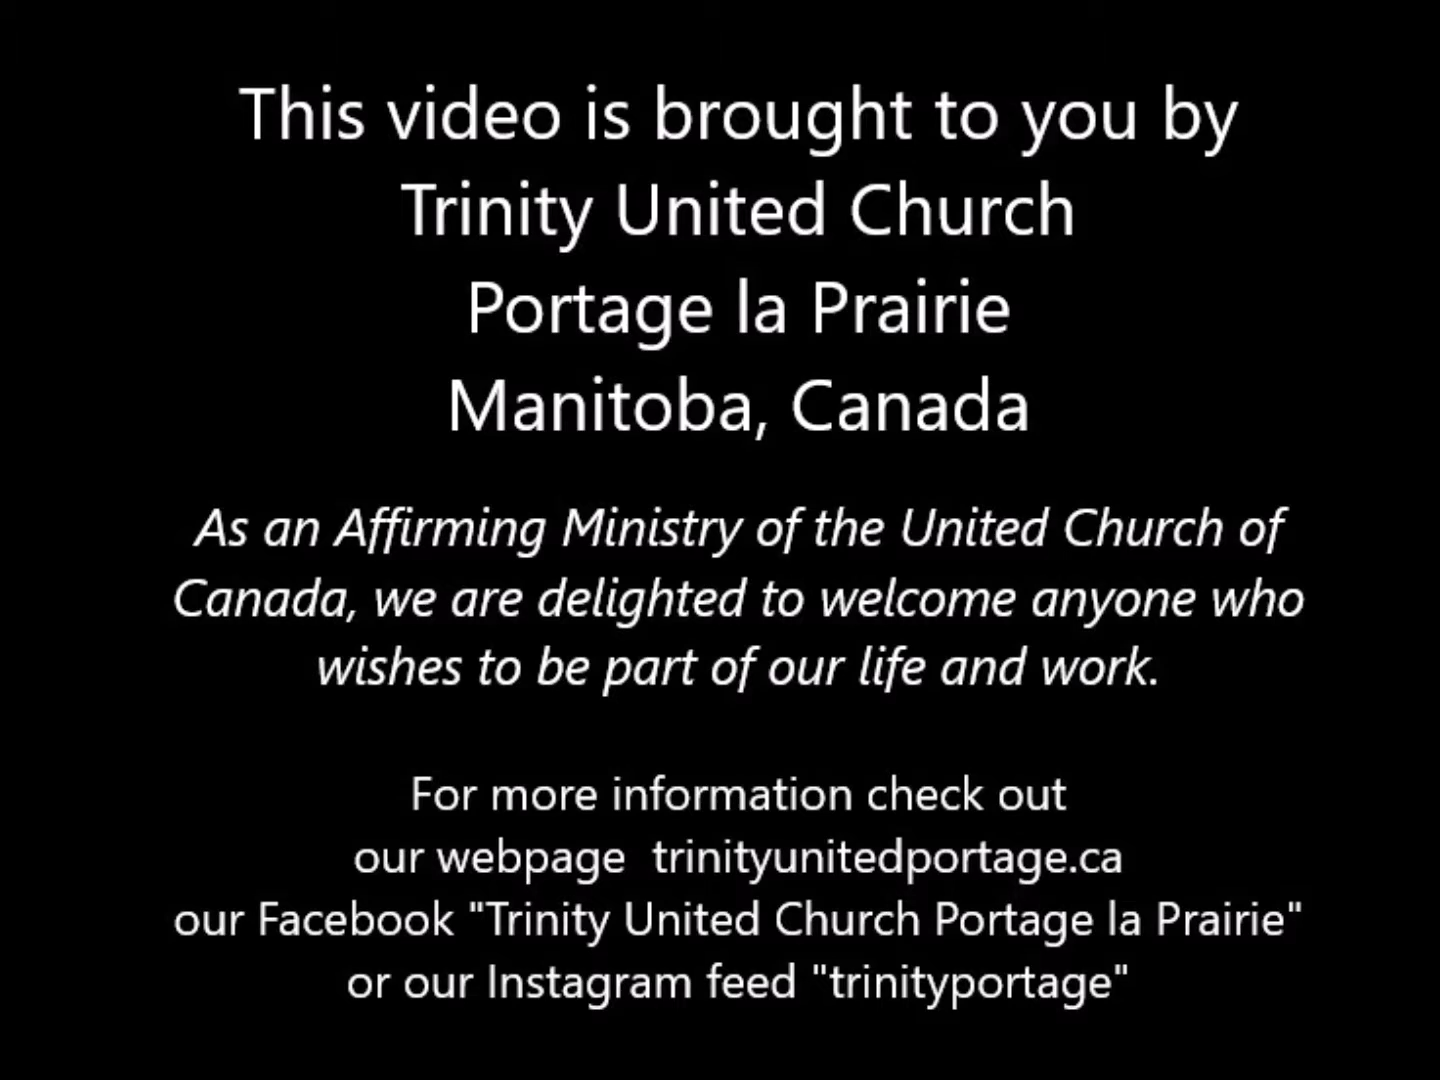 This video is brought to you by
Trinity United Church
Portage la Prairie
Manitoba, Canada
As an Affirming Ministry of the United Church of
Canada, we are delighted to welcome anyone who
wishes to be part of our life and work.
For more information check out
our webpage  trinityunitedportage.ca
our Facebook "Trinity United Church Portage la Prairie"
or our Instagram feed "trinityportage"